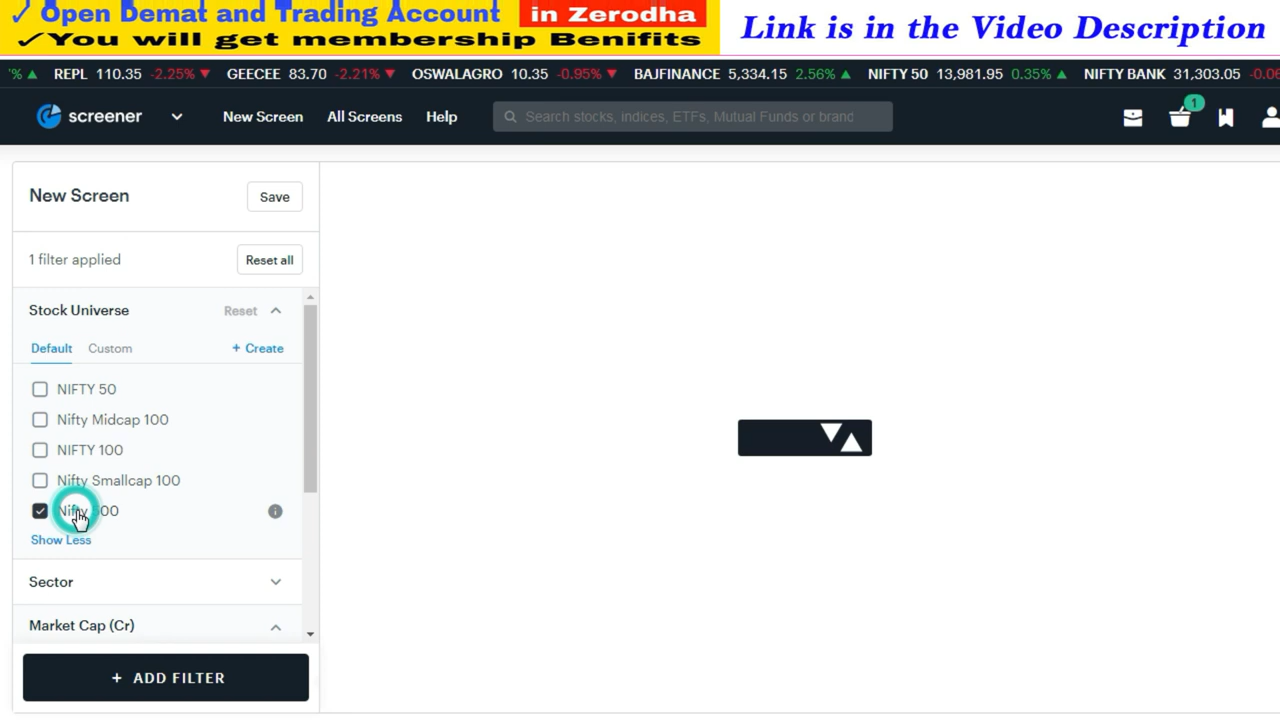 ✓ Open Demat and Trading Account in Zerodha
✓You will get membership Benifits
Link is in the Video Description
% ▲ REPL 110.35 -2.25% ▼ GEECEE 83.70 -2.21% ▼ OSWALAGRO 10.35 -0.95% ▼ BAJFINANCE 5,334.15 2.56% ▲ NIFTY 50 13,981.95 0.35% ▲ NIFTY BANK 31,303.05
screener New Screen All Screens Help Search stocks, indices, ETFs, Mutual Funds or brand 1
New Screen Save
1 filter applied Reset all
Stock Universe Reset
Default Custom + Create
NIFTY 50
Nifty Midcap 100
NIFTY 100
Nifty Smallcap 100
Nifty 500
Show Less
Sector
Market Cap (Cr)
+ ADD FILTER